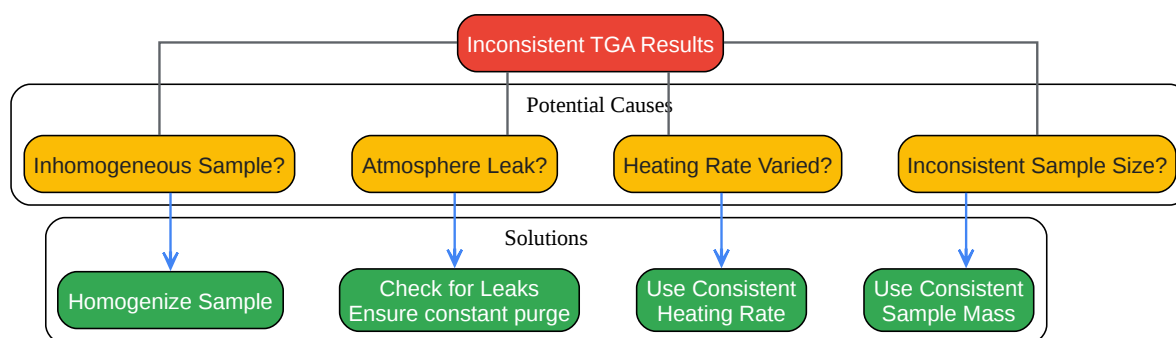 Inconsistent TGA Results
Potential Causes
Inhomogeneous Sample?
Atmosphere Leak?
Heating Rate Varied?
Inconsistent Sample Size?
Solutions
Homogenize Sample
Check for Leaks
Ensure constant purge
Use Consistent
Heating Rate
Use Consistent
Sample Mass